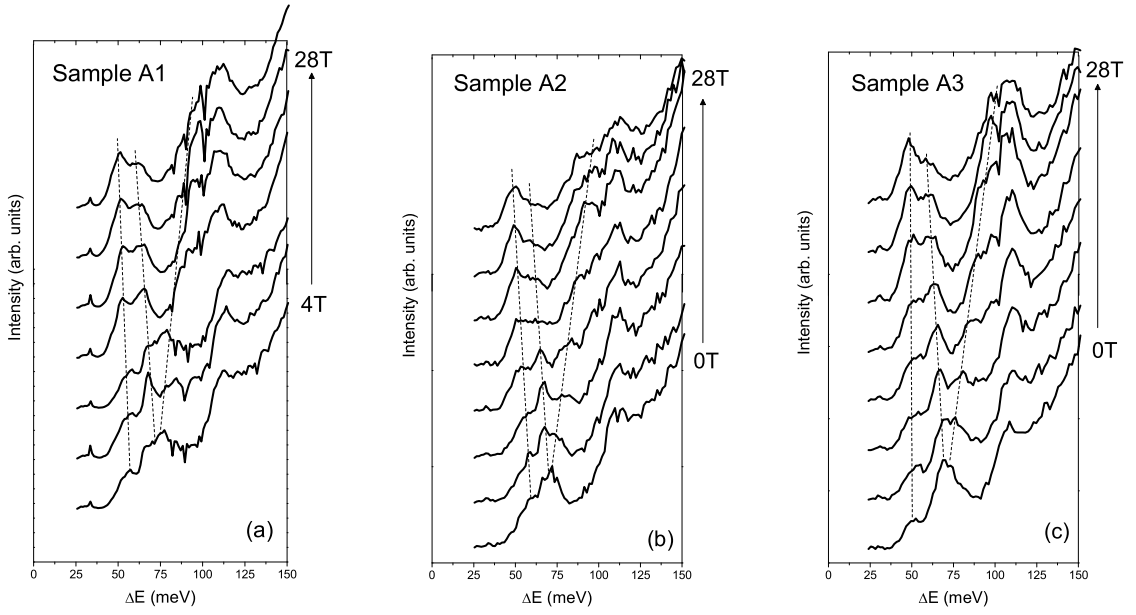 Sample A1
28T
4T
(a)
Intensity (arb. units)
0 25 50 75 100 125 150
ΔE (meV)
Sample A2
28T
0T
(b)
Intensity (arb. units)
0 25 50 75 100 125 150
ΔE (meV)
Sample A3
28T
0T
(c)
Intensity (arb. units)
0 25 50 75 100 125 150
ΔE (meV)